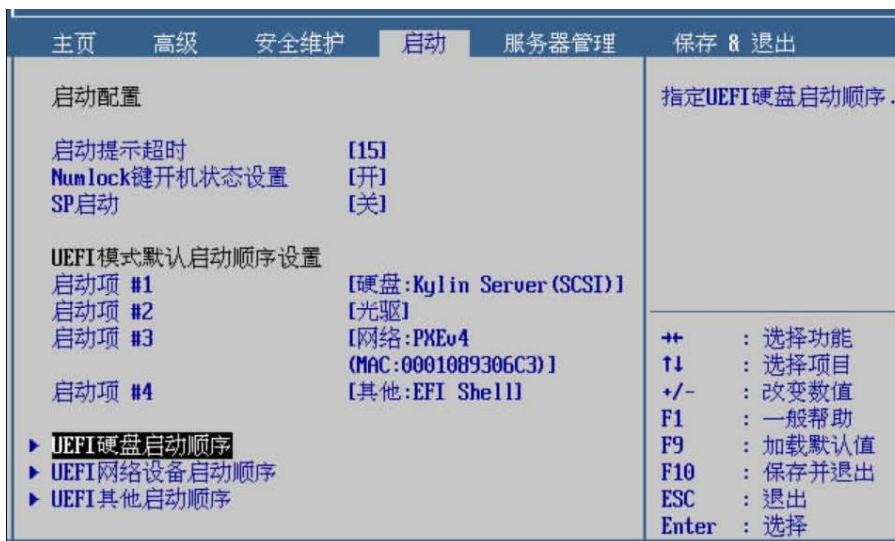 主页 高级 安全维护 启动 服务器管理 保存 & 退出
启动配置
启动提示超时 [15]
Numlock键开机状态设置 [开]
SP启动 [关]
UEFI模式默认启动顺序设置
启动项 #1 [硬盘:Kylin Server(SCSI)]
启动项 #2 [光驱]
启动项 #3 [网络:PXEv4
(MAC:0001089306C3)]
启动项 #4 [其他:EFI Shell]
UEFI硬盘启动顺序
UEFI网络设备启动顺序
UEFI其他启动顺序
指定UEFI硬盘启动顺序.
→← : 选择功能
↑↓ : 选择项目
+/- : 改变数值
F1 : 一般帮助
F9 : 加载默认值
F10 : 保存并退出
ESC : 退出
Enter : 选择